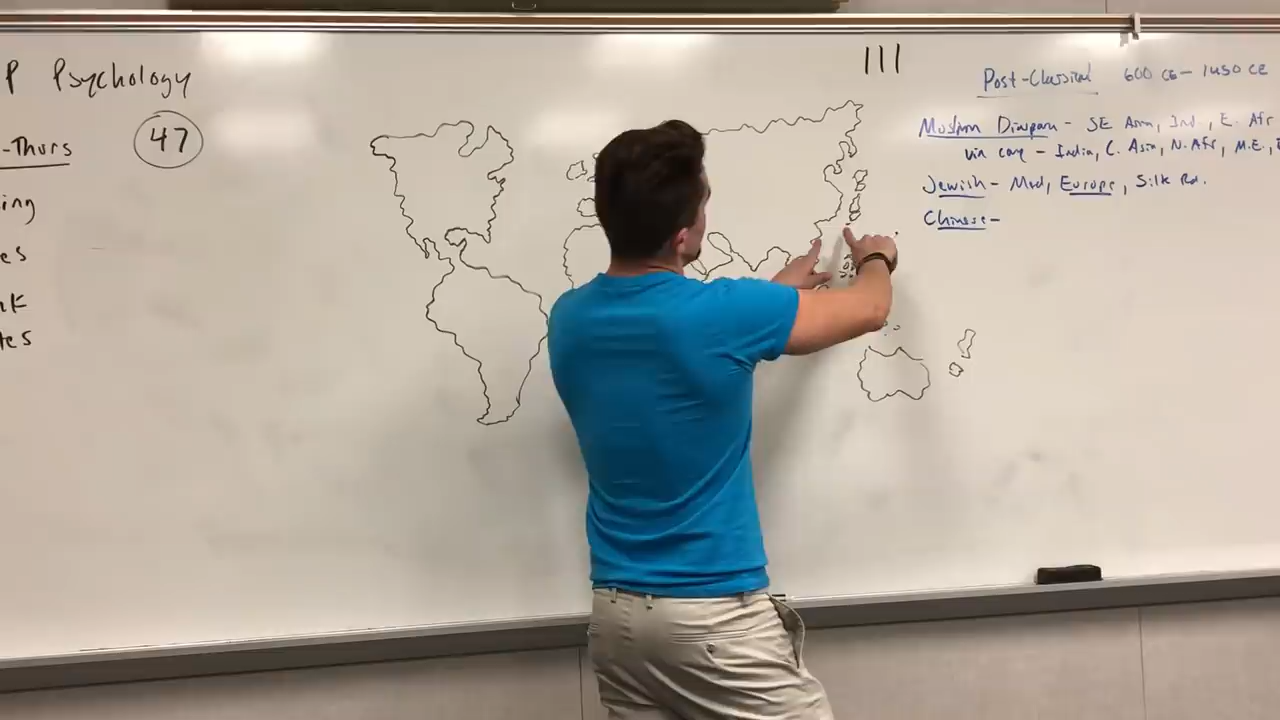 P Psychology
-Thurs
47
ing
es
nk
tes
III
Post-Classical 600 CE - 1450 CE
Muslim Diaspora - SE Asia, Ind., E. Afr
via conq - India, C. Asia, N. Afr, M.E.,
Jewish - Med, Europe, Silk Rd.
Chinese -